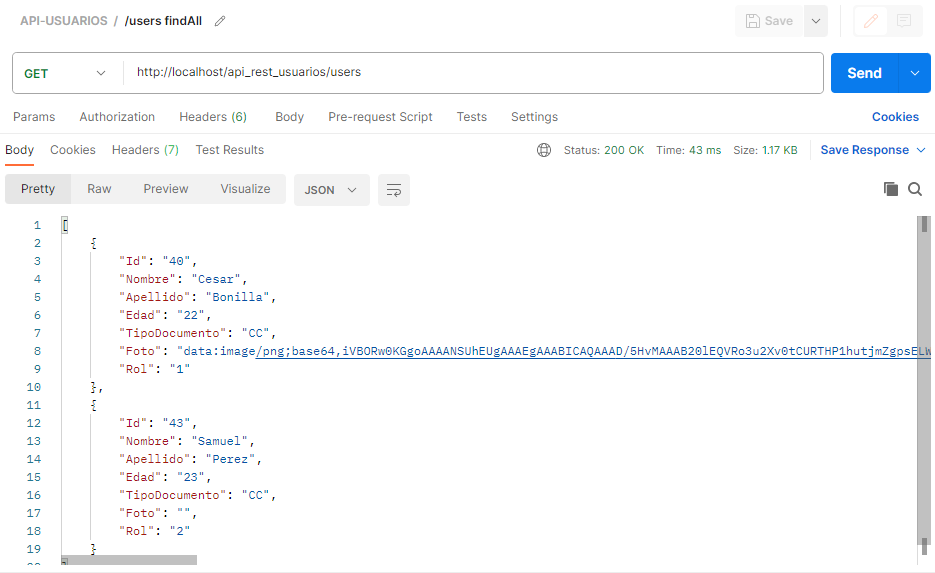 API-USUARIOS / /users findAll
Save
GET http://localhost/api_rest_usuarios/users Send
Params Authorization Headers (6) Body Pre-request Script Tests Settings Cookies
Body Cookies Headers (7) Test Results Status: 200 OK Time: 43 ms Size: 1.17 KB Save Response
Pretty Raw Preview Visualize JSON
1 [
2 {
3 "Id": "40",
4 "Nombre": "Cesar",
5 "Apellido": "Bonilla",
6 "Edad": "22",
7 "TipoDocumento": "CC",
8 "Foto": "data:image/png;base64,iVBORw0KGgoAAAANSUhEUgAAAEgAAABICAQAAAD/5HvMAAAB20lEQVRo3u2Xv0tCURTHP1hutjmZgpsELW
9 "Rol": "1"
10 },
11 {
12 "Id": "43",
13 "Nombre": "Samuel",
14 "Apellido": "Perez",
15 "Edad": "23",
16 "TipoDocumento": "CC",
17 "Foto": "",
18 "Rol": "2"
19 }